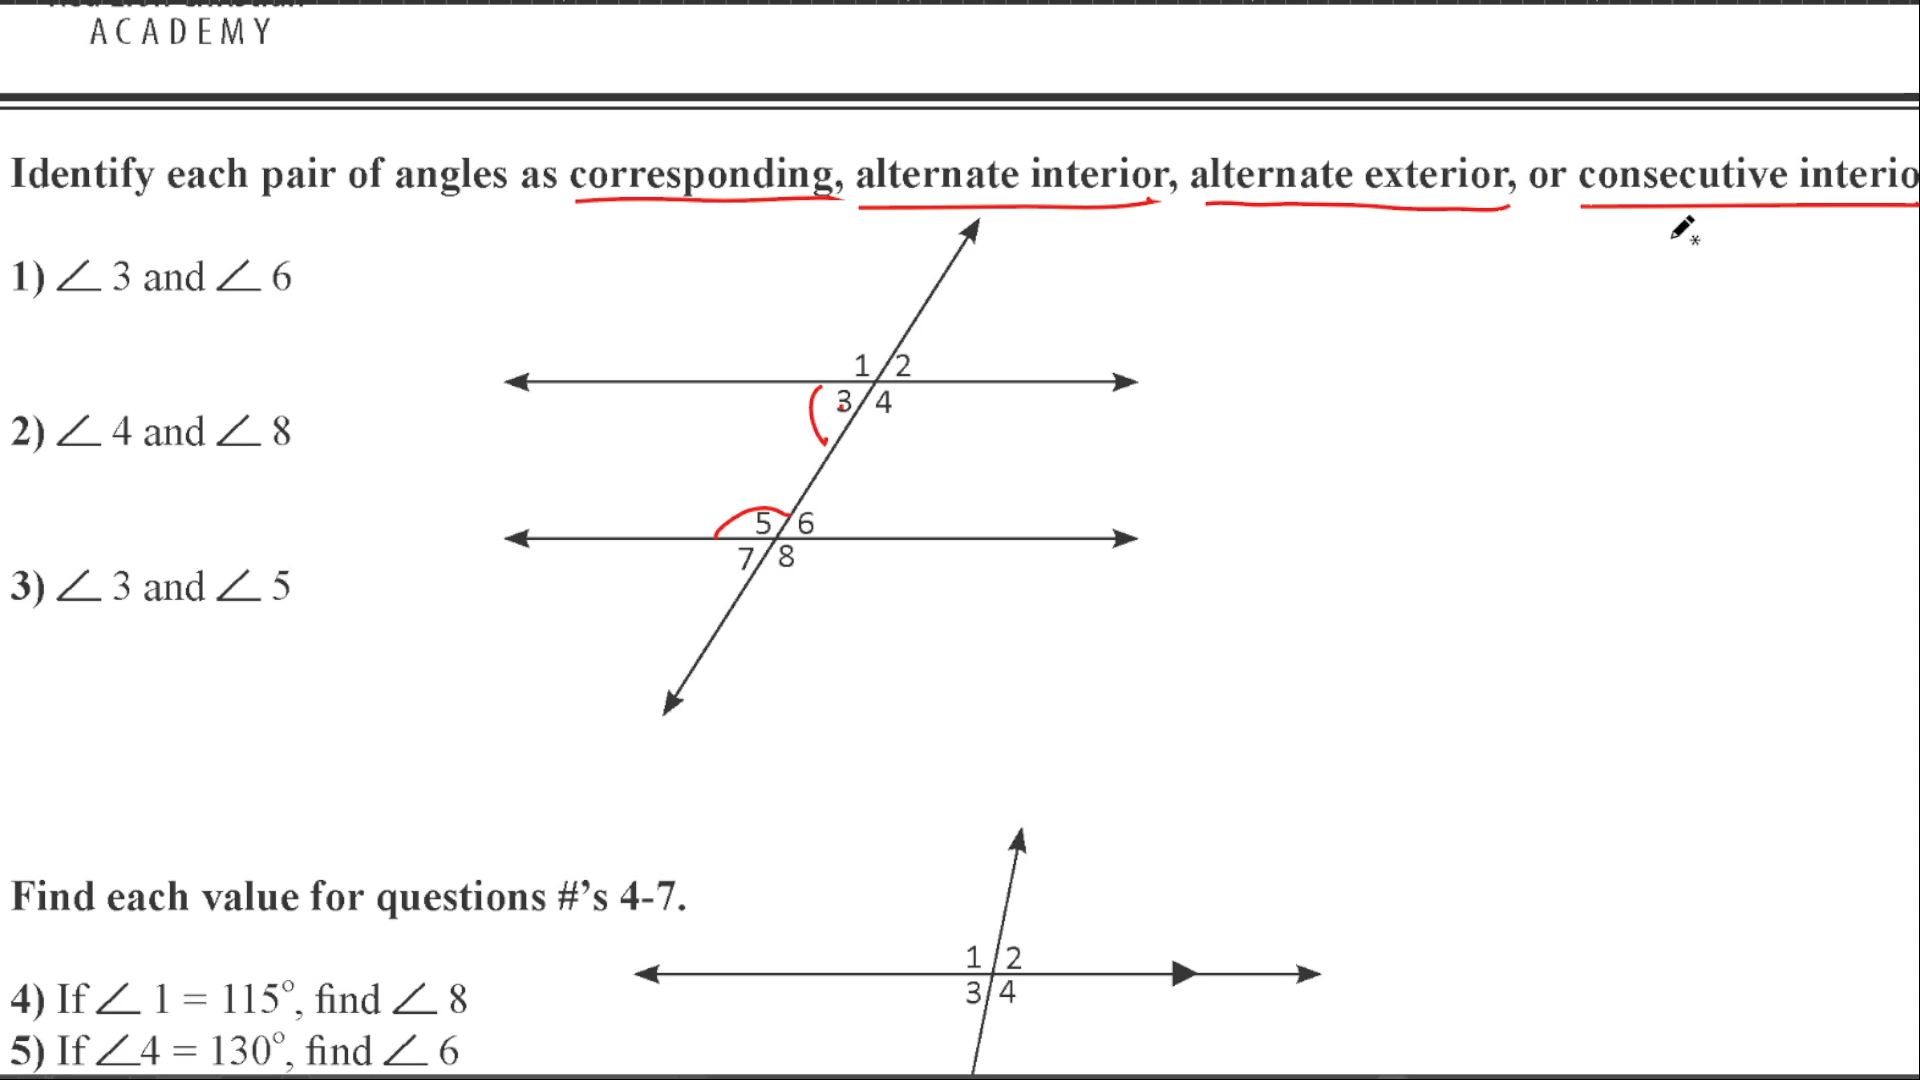 ACADEMY
Identify each pair of angles as corresponding, alternate interior, alternate exterior, or consecutive interio
1) ∠ 3 and ∠ 6
1 2
3 4
2) ∠ 4 and ∠ 8
5 6
7 8
3) ∠ 3 and ∠ 5
Find each value for questions #’s 4-7.
1 2
3 4
4) If ∠ 1 = 115°, find ∠ 8
5) If ∠4 = 130°, find ∠ 6